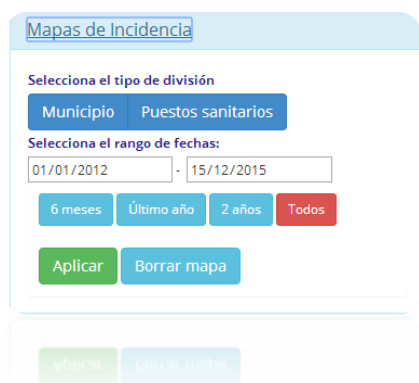 Mapas de Incidencia
Selecciona el tipo de división
Municipio Puestos sanitarios
Selecciona el rango de fechas:
01/01/2012 - 15/12/2015
6 meses Último año 2 años Todos
Aplicar Borrar mapa